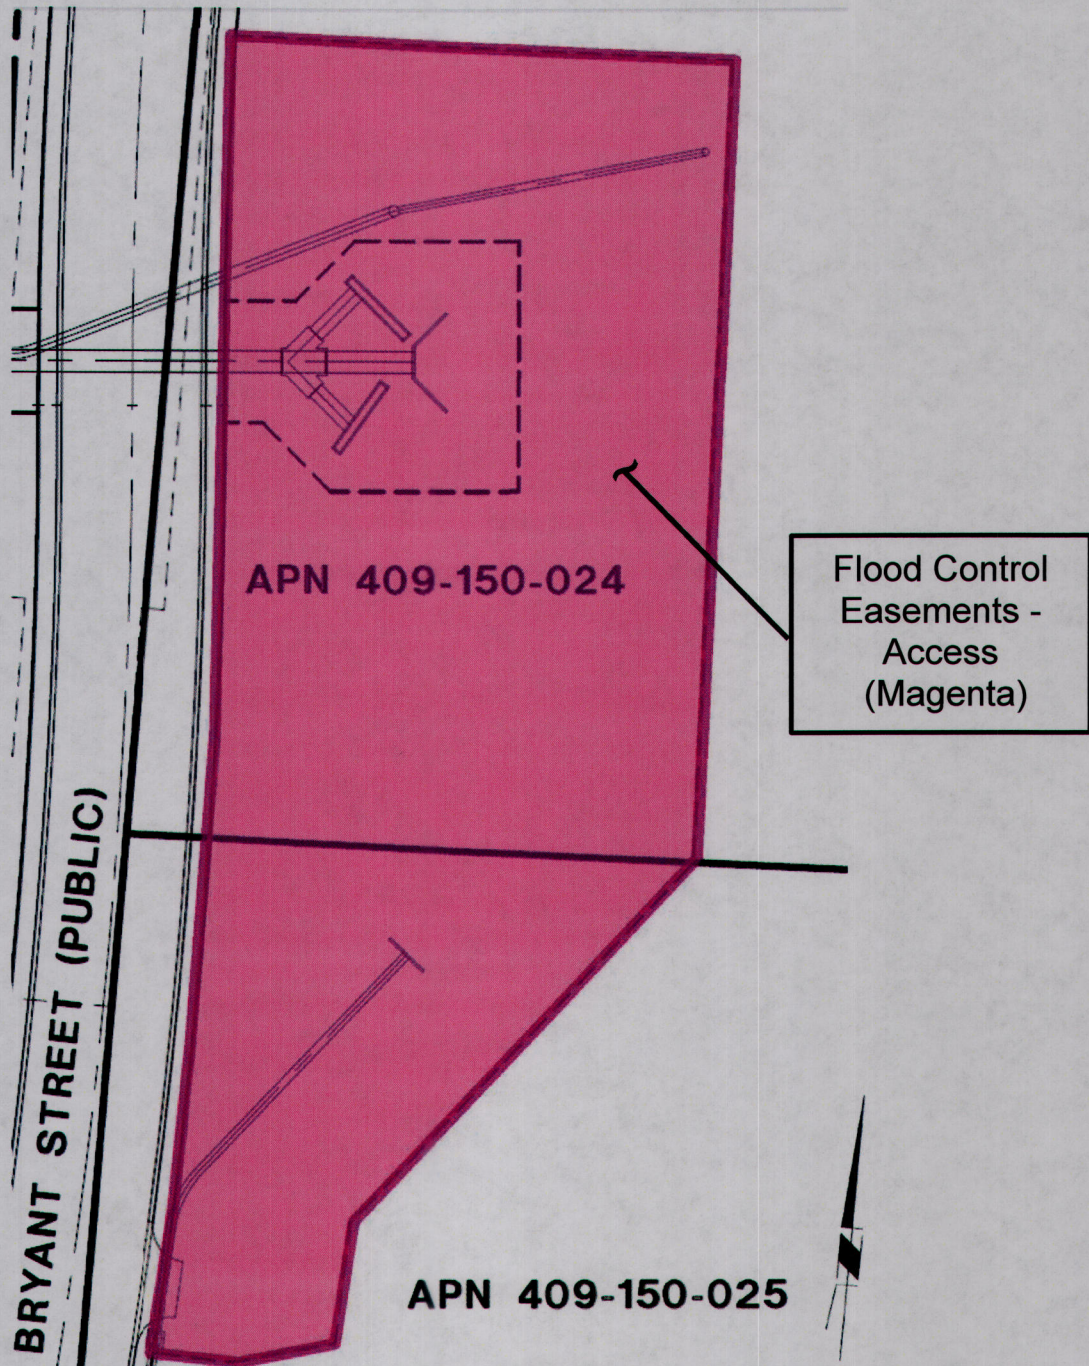 APN 409-150-024
Flood Control
Easements -
Access
(Magenta)
BRYANT STREET (PUBLIC)
APN 409-150-025